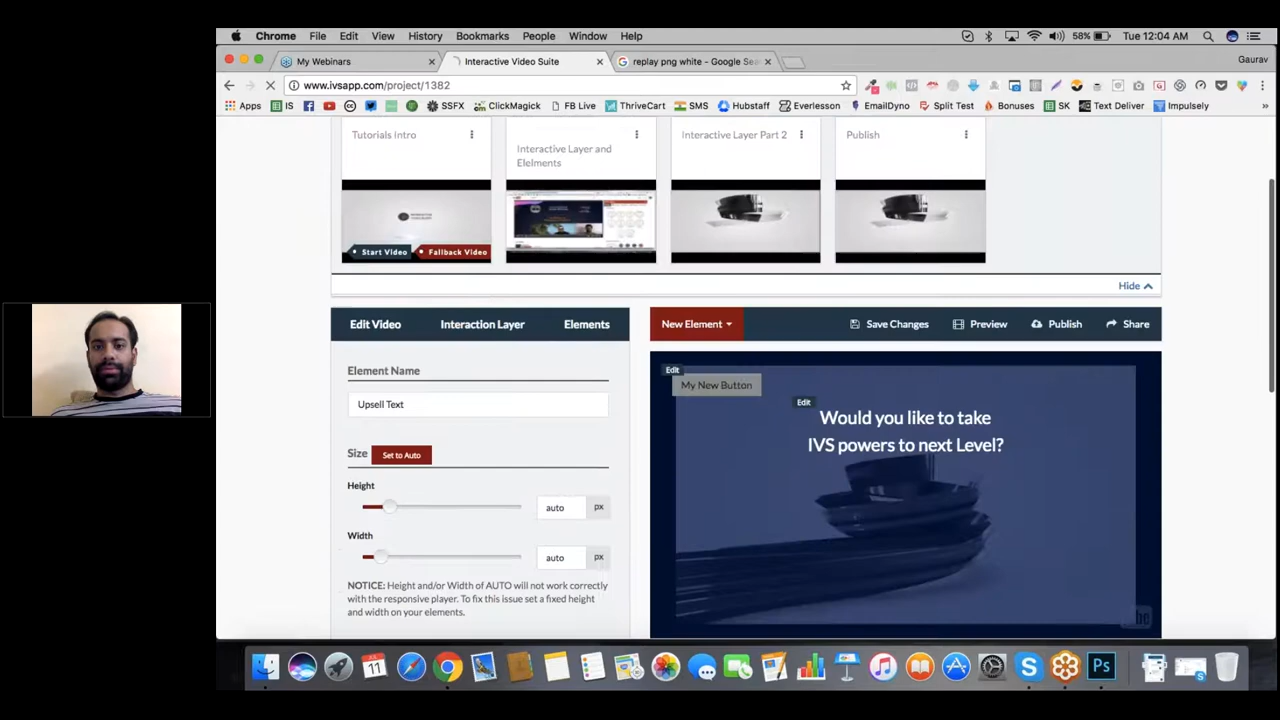 Chrome File Edit View History Bookmarks People Window Help 58% Tue 12:04 AM
My Webinars Interactive Video Suite replay png white - Google Sea Gaurav
www.ivsapp.com/project/1382
Apps IS SSFX ClickMagick FB Live ThriveCart SMS Hubstaff Everlesson EmailDyno Split Test Bonuses SK Text Deliver Impulsely
Tutorials Intro
Interactive Layer and
Elelments
Interactive Layer Part 2
Publish
Start Video Fallback Video
Hide
Edit Video Interaction Layer Elements
New Element Save Changes Preview Publish Share
Element Name
Upsell Text
Size Set to Auto
Height
auto px
Width
auto px
NOTICE: Height and/or Width of AUTO will not work correctly
with the responsive player. To fix this issue set a fixed height
and width on your elements.
Edit
My New Button
Edit
Would you like to take
IVS powers to next Level?
JUL
11
Ps